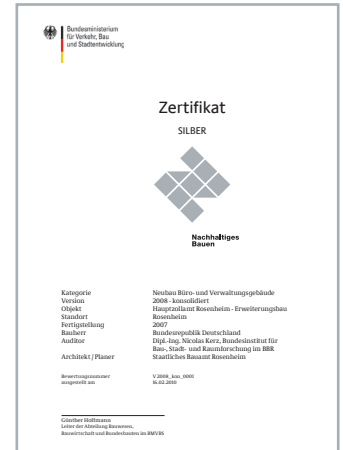 Bundesministerium
für Verkehr, Bau
und Stadtentwicklung
Zertifikat
SILBER
Nachhaltiges
Bauen
Kategorie Neubau Büro- und Verwaltungsgebäude
Version 2008 - konsolidiert
Objekt Hauptzollamt Rosenheim - Erweiterungsbau
Standort Rosenheim
Fertigstellung 2007
Bauherr Bundesrepublik Deutschland
Auditor Dipl.-Ing. Nicolas Kerz, Bundesinstitut für
Bau-, Stadt- und Raumforschung im BBR
Architekt / Planer Staatliches Bauamt Rosenheim
Bewertungsnummer V 2008_kon_0001
ausgestellt am 16.02.2010
Günther Hoffmann
Leiter der Abteilung Bauwesen,
Bauwirtschaft und Bundesbauten im BMVBS